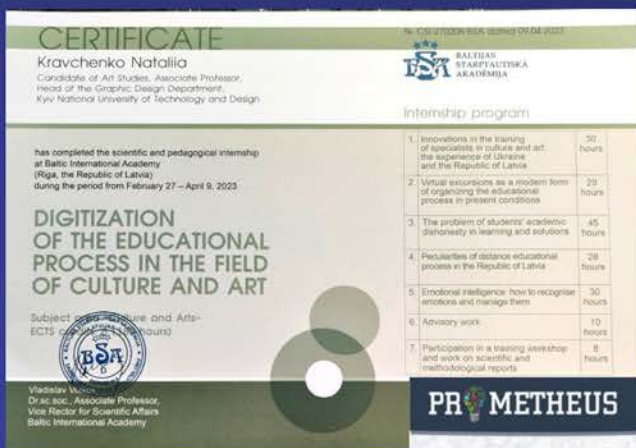 CERTIFICATE
Kravchenko Nataliia
Candidate of Art Studies, Associate Professor,
Head of the Graphic Design Department,
Kyiv National University of Technology and Design
has completed the scientific and pedagogical internship
at Baltic International Academy
(Riga, the Republic of Latvia)
during the period from February 27 – April 9, 2023
DIGITIZATION
OF THE EDUCATIONAL
PROCESS IN THE FIELD
OF CULTURE AND ART
Subject Culture and Arts-
ECTS hours)
BSA
Vladislav
Dr.sc.soc., Associate Professor,
Vice Rector for Scientific Affairs
Baltic International Academy
dated 09.04.2023
BSA
BALTIJAS
STARPTAUTISKĀ
AKADĒMIJA
Internship program
1. Innovations in the training
of specialists in culture and art:
the experience of Ukraine
and the Republic of Latvia
hours
2. Virtual excursions as a modern form
of organizing the educational
process in present conditions
hours
3. The problem of students' academic
dishonesty in learning and solutions
45
hours
4. Peculiarities of distance educational
process in the Republic of Latvia
hours
5. Emotional intelligence: how to recognise
emotions and manage them
30
hours
6. Advisory work
10
hours
7. Participation in a training workshop
and work on scientific and
methodological reports
8
hours
PROMETHEUS